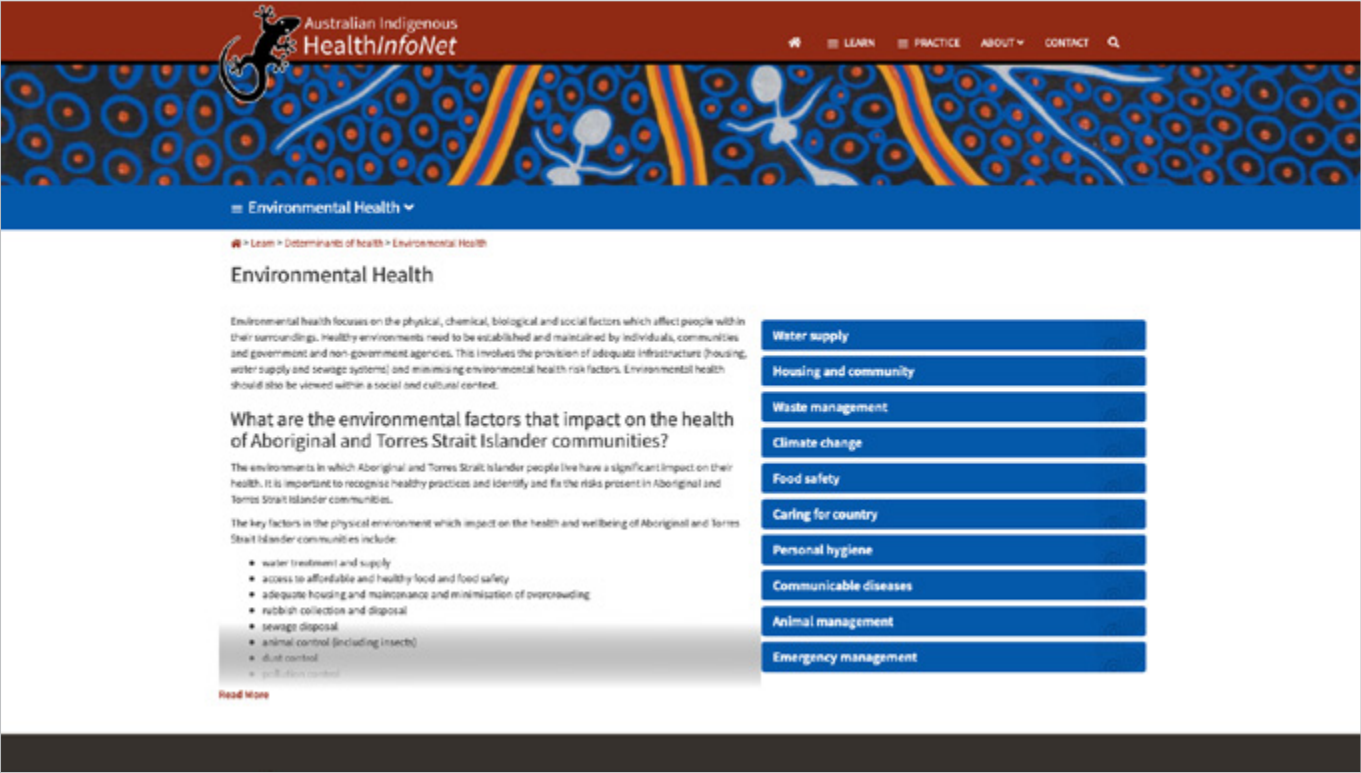 Australian Indigenous
HealthInfoNet
LEARN
PRACTICE
ABOUT
CONTACT
Environmental Health
> Learn > Determinants of health > Environmental Health
Environmental Health
Environmental health focuses on the physical, chemical, biological and social factors which affect people within
their surroundings. Healthy environments need to be established and maintained by individuals, communities
and government and non-government agencies. This involves the provision of adequate infrastructure (housing,
water supply and sewage systems) and minimising environmental health risk factors. Environmental health
should also be viewed within a social and cultural context.
What are the environmental factors that impact on the health
of Aboriginal and Torres Strait Islander communities?
The environments in which Aboriginal and Torres Strait Islander people live have a significant impact on their
health. It is important to recognise healthy practices and identify and fix the risks present in Aboriginal and
Torres Strait Islander communities.
The key factors in the physical environment which impact on the health and wellbeing of Aboriginal and Torres
Strait Islander communities include:
• water treatment and supply
• access to affordable and healthy food and food safety
• adequate housing and maintenance and minimisation of overcrowding
• rubbish collection and disposal
• sewage disposal
• animal control (including insects)
• dust control
• pollution control
Read More
Water supply
Housing and community
Waste management
Climate change
Food safety
Caring for country
Personal hygiene
Communicable diseases
Animal management
Emergency management